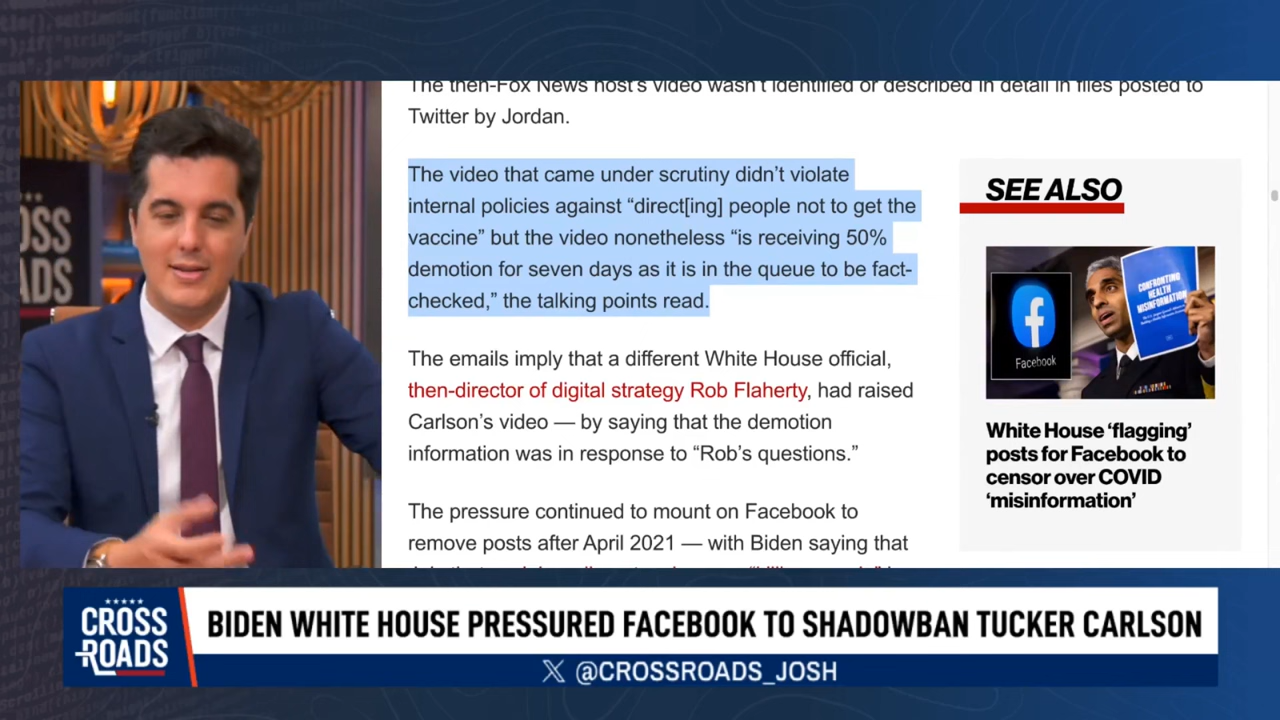 The then-Fox News host's video wasn't identified or described in detail in files posted to
Twitter by Jordan.
The video that came under scrutiny didn't violate
internal policies against “direct[ing] people not to get the
vaccine” but the video nonetheless “is receiving 50%
demotion for seven days as it is in the queue to be fact-
checked,” the talking points read.
The emails imply that a different White House official,
then-director of digital strategy Rob Flaherty, had raised
Carlson's video — by saying that the demotion
information was in response to “Rob's questions.”
The pressure continued to mount on Facebook to
remove posts after April 2021 — with Biden saying that
SEE ALSO
Facebook
CONFRONTING
HEALTH
MISINFORMATION
White House ‘flagging’
posts for Facebook to
censor over COVID
‘misinformation’
OSS
ADS
CROSS
ROADS
BIDEN WHITE HOUSE PRESSURED FACEBOOK TO SHADOWBAN TUCKER CARLSON
X @CROSSROADS_JOSH